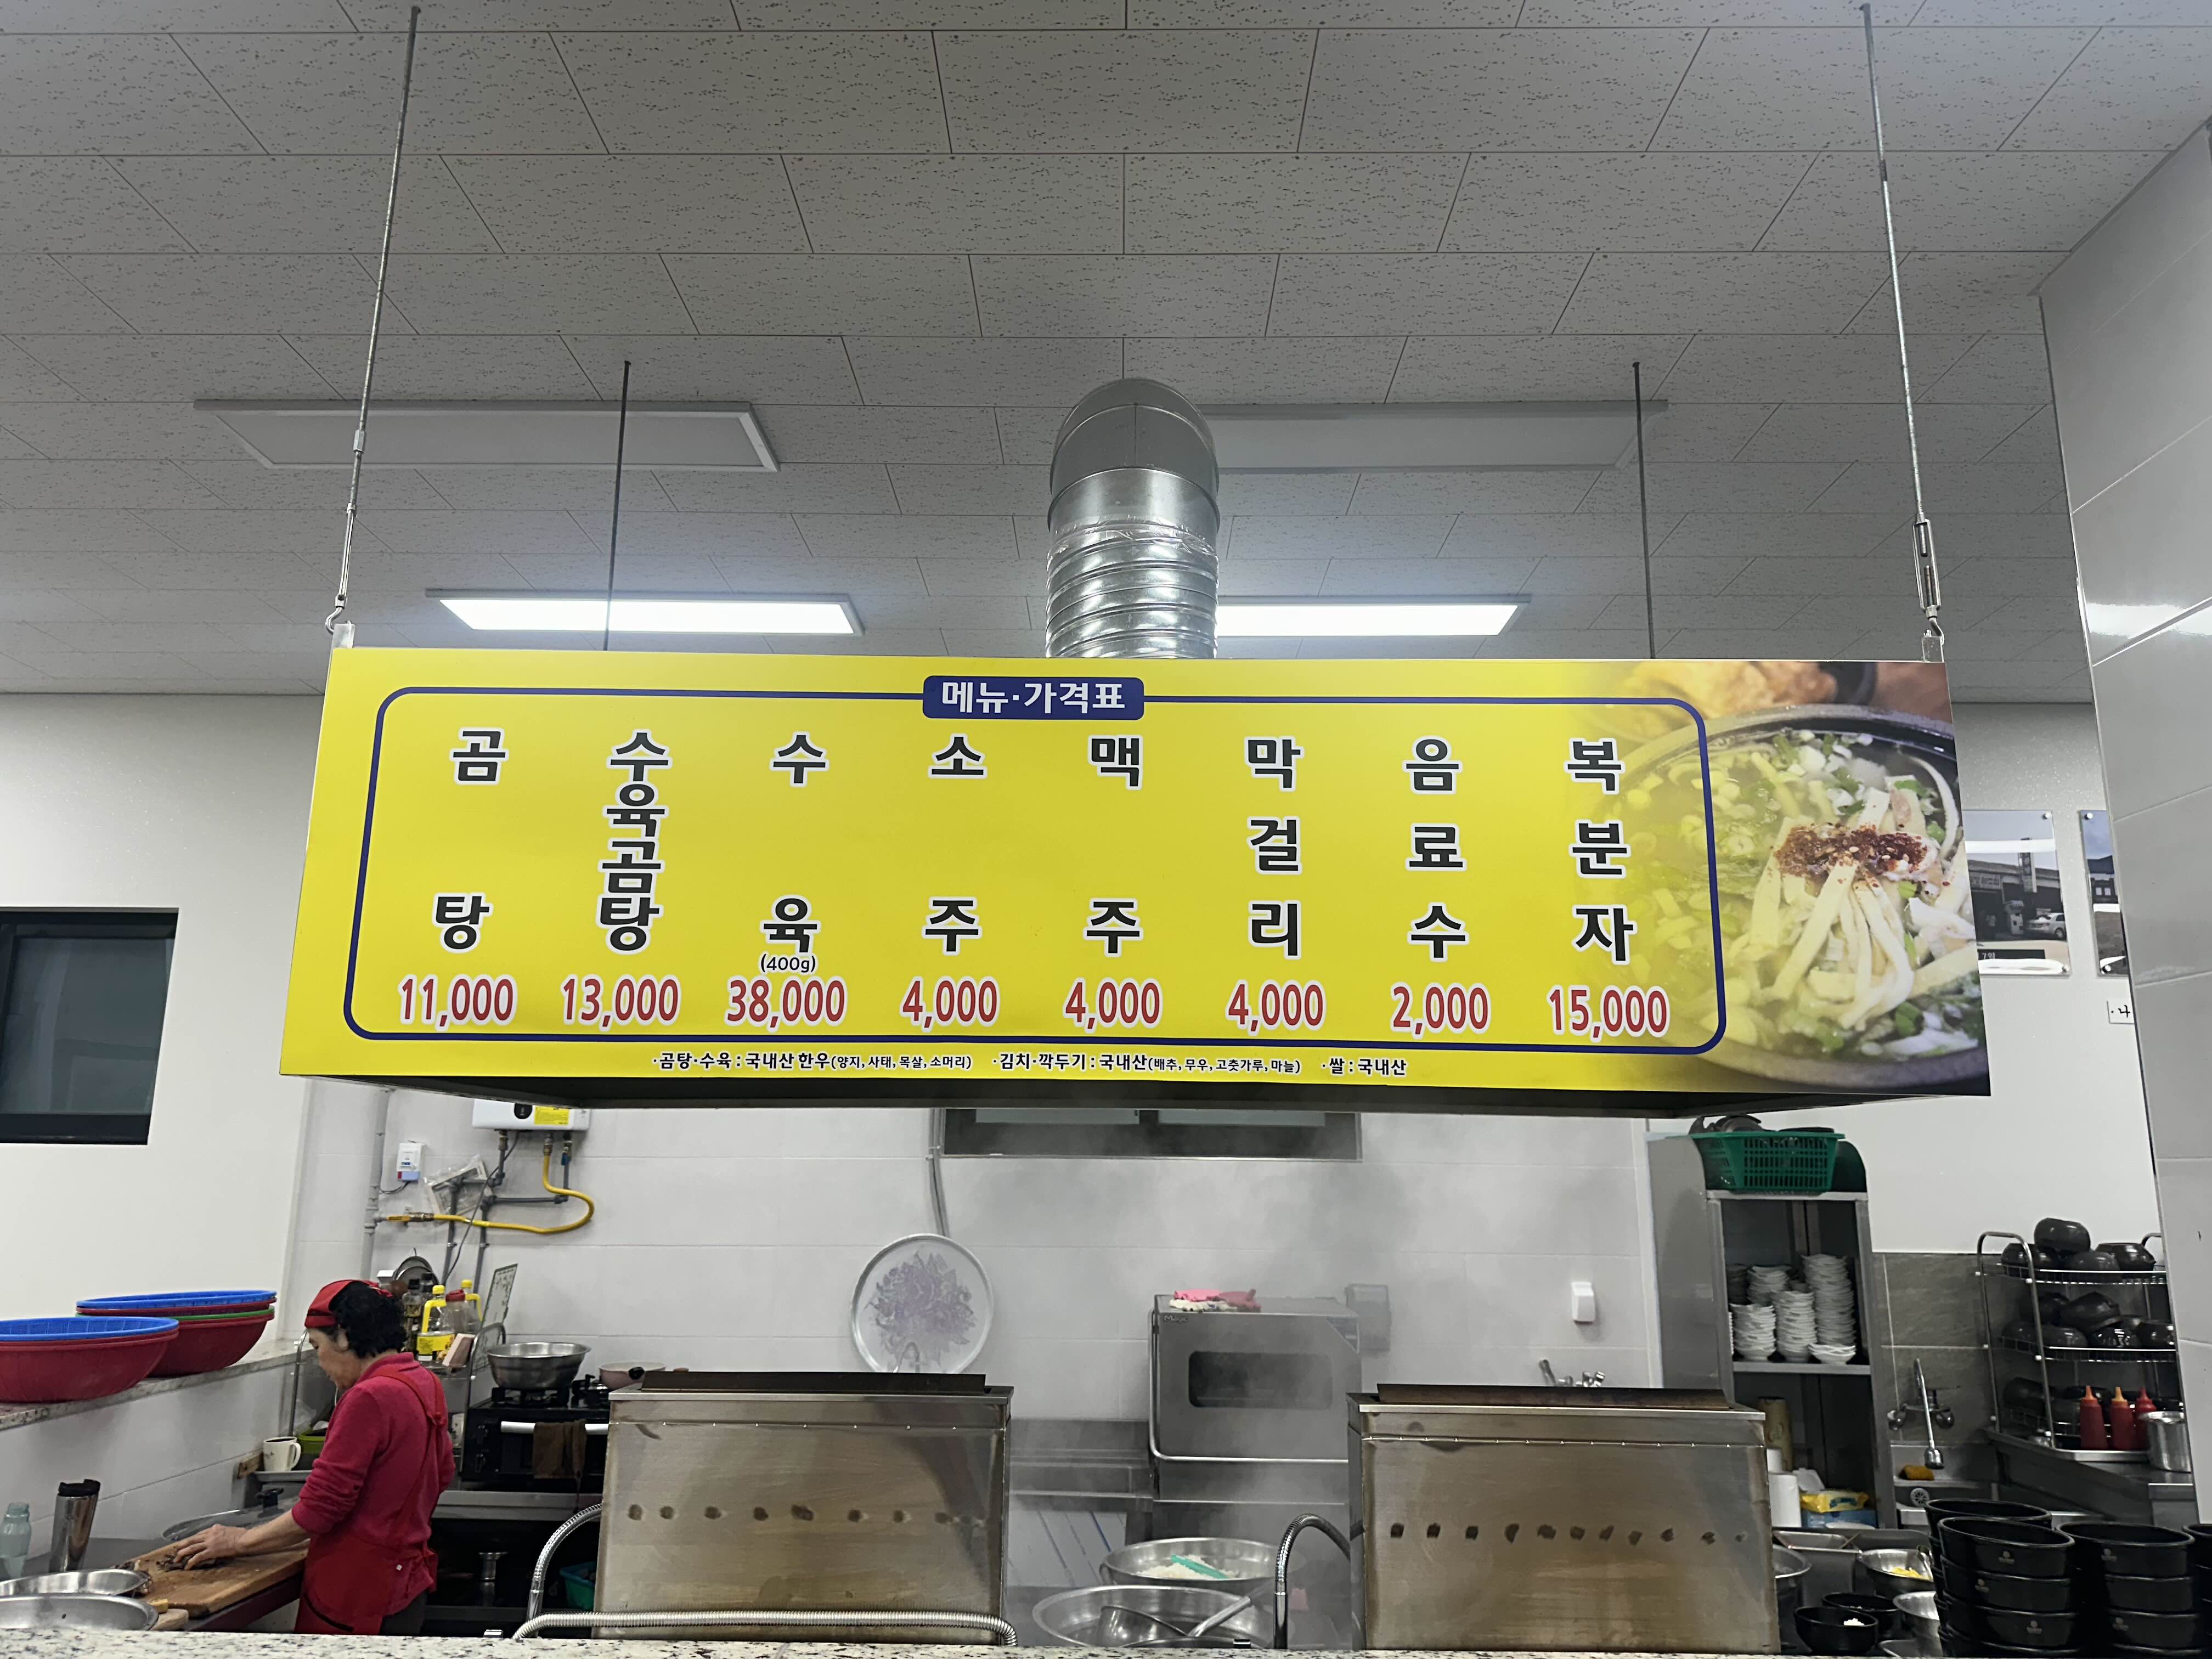 메뉴·가격표
곰탕 11,000
수육곰탕 13,000
수육 (400g) 38,000
소주 4,000
맥주 4,000
막걸리 4,000
음료수 2,000
복분자 15,000
·곰탕·수육 : 국내산 한우(양지, 사태, 목살, 소머리) ·김치·깍두기 : 국내산(배추, 무우, 고춧가루, 마늘) ·쌀 : 국내산